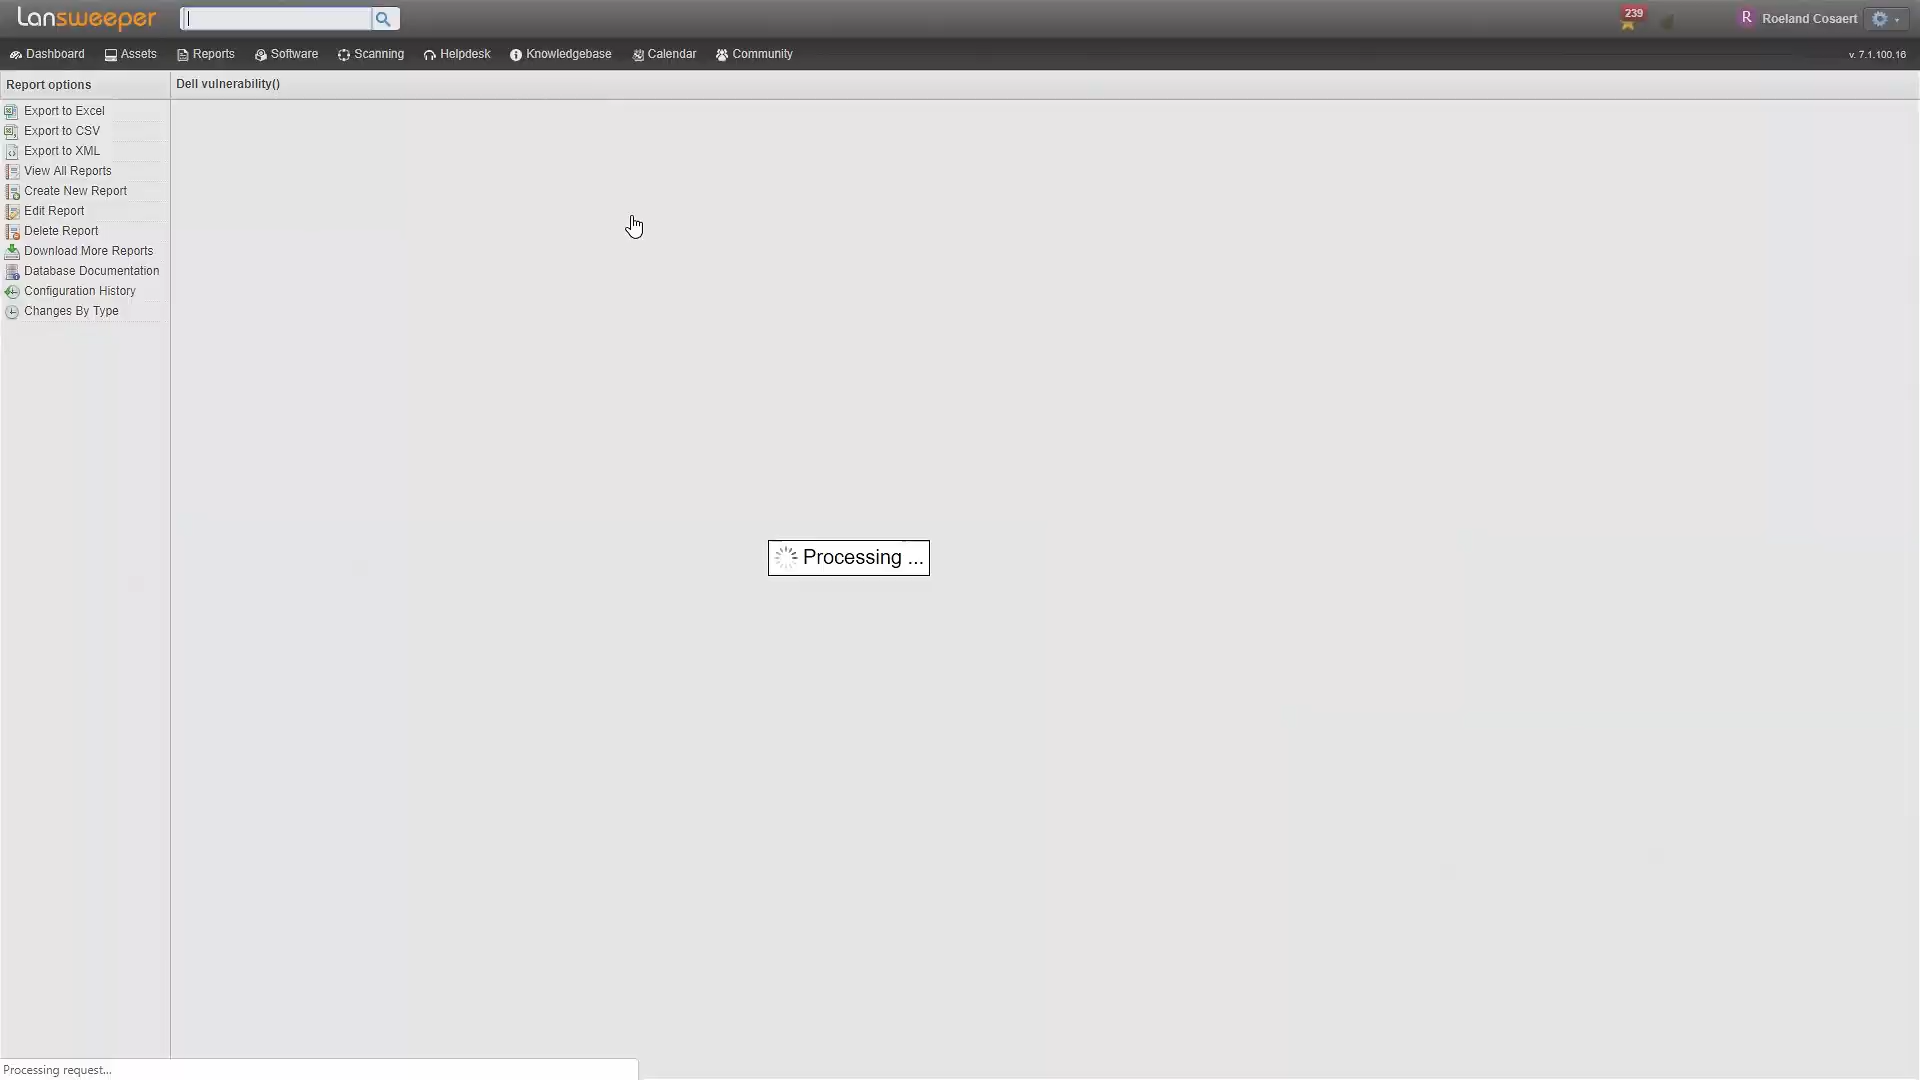 Lansweeper
239
R Roeland Cosaert
Dashboard Assets Reports Software Scanning Helpdesk Knowledgebase Calendar Community
v. 7.1.100.16
Report options
Dell vulnerability()
Export to Excel
Export to CSV
Export to XML
View All Reports
Create New Report
Edit Report
Delete Report
Download More Reports
Database Documentation
Configuration History
Changes By Type
Processing ...
Processing request...